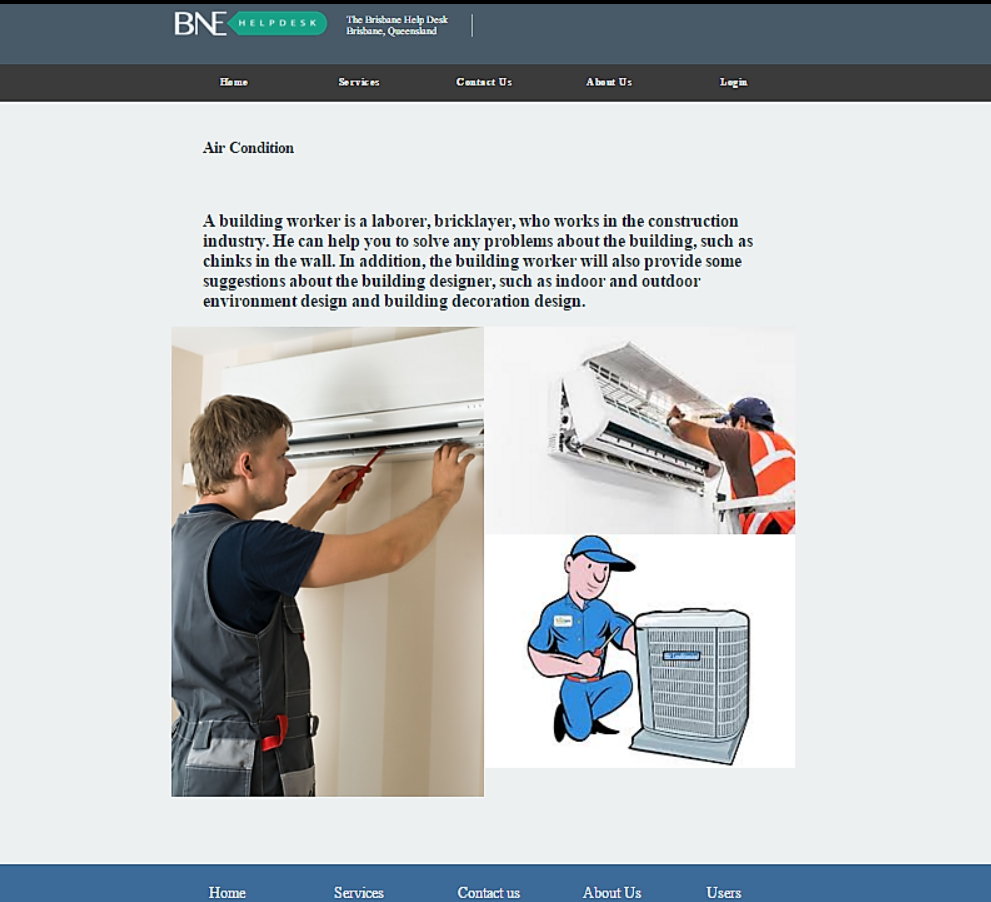 BNE HELPDESK
The Brisbane Help Desk
Brisbane, Queensland
Home Services Contact Us About Us Login
Air Condition
A building worker is a laborer, bricklayer, who works in the construction
industry. He can help you to solve any problems about the building, such as
chinks in the wall. In addition, the building worker will also provide some
suggestions about the building designer, such as indoor and outdoor
environment design and building decoration design.
Home Services Contact us About Us Users